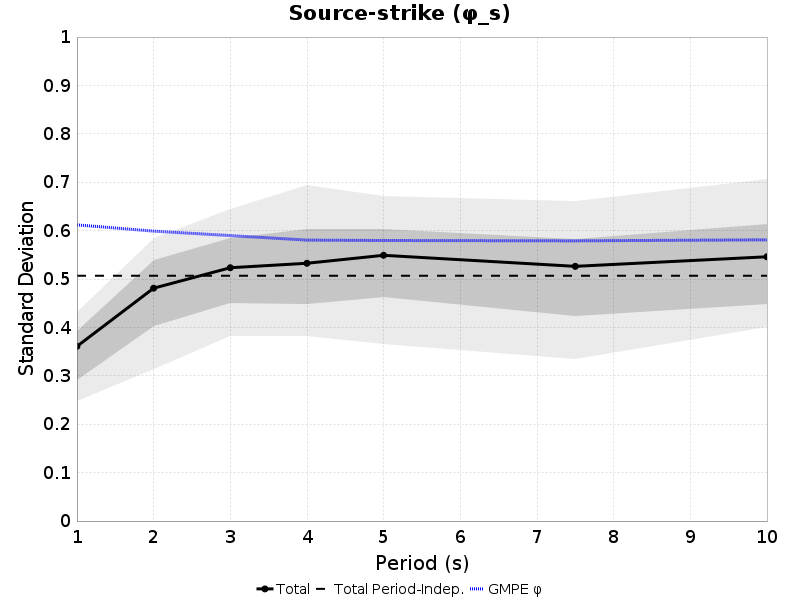 Source-strike (φ_s)
Standard Deviation
1
0.9
0.8
0.7
0.6
0.5
0.4
0.3
0.2
0.1
0
1 2 3 4 5 6 7 8 9 10
Period (s)
Total Total Period-Indep. GMPE φ